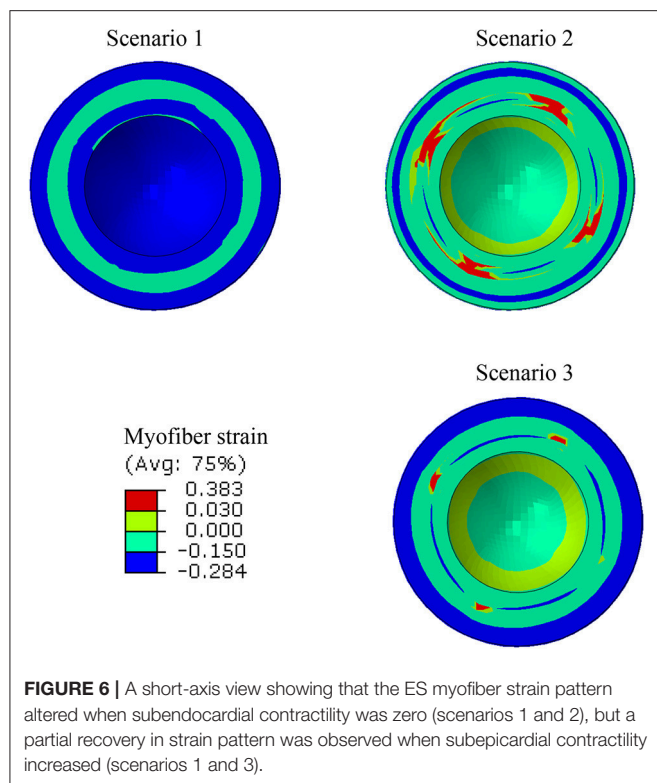 Scenario 1
Scenario 2
Scenario 3
Myofiber strain
(Avg: 75%)
0.383
0.030
0.000
-0.150
-0.284
FIGURE 6 | A short-axis view showing that the ES myofiber strain pattern
altered when subendocardial contractility was zero (scenarios 1 and 2), but a
partial recovery in strain pattern was observed when subepicardial contractility
increased (scenarios 1 and 3).